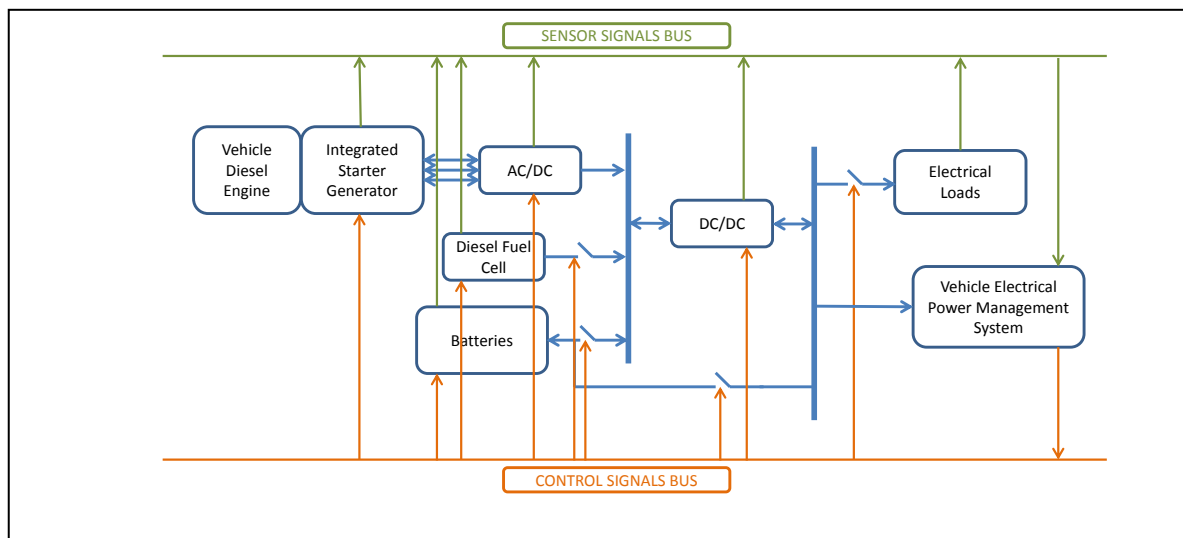 SENSOR SIGNALS BUS
Vehicle
Diesel
Engine
Integrated
Starter
Generator
AC/DC
Electrical
Loads
DC/DC
Diesel Fuel
Cell
Vehicle Electrical
Power Management
System
Batteries
CONTROL SIGNALS BUS